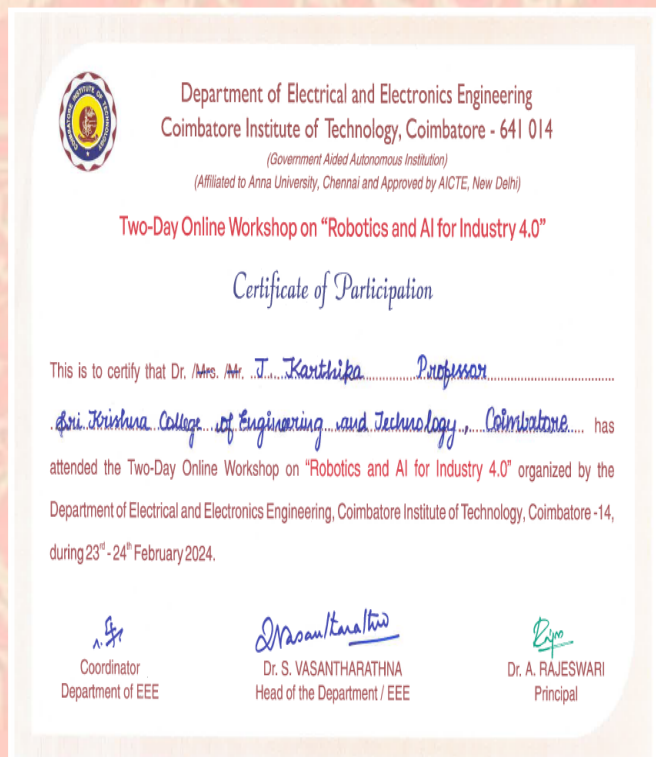 Department of Electrical and Electronics Engineering
Coimbatore Institute of Technology, Coimbatore - 641 014
(Government Aided Autonomous Institution)
(Affiliated to Anna University, Chennai and Approved by AICTE, New Delhi)
COIMBATORE INSTITUTE OF TECHNOLOGY
Two-Day Online Workshop on “Robotics and AI for Industry 4.0”
Certificate of Participation
This is to certify that Dr. /Mrs. /Mr. J. Karthika Professor
Sri Krishna College of Engineering and Technology, Coimbatore has
attended the Two-Day Online Workshop on “Robotics and AI for Industry 4.0” organized by the
Department of Electrical and Electronics Engineering, Coimbatore Institute of Technology, Coimbatore -14,
during 23rd - 24th February 2024.
SVasantharathna
Coordinator
Department of EEE
Dr. S. VASANTHARATHNA
Head of the Department / EEE
Dr. A. RAJESWARI
Principal